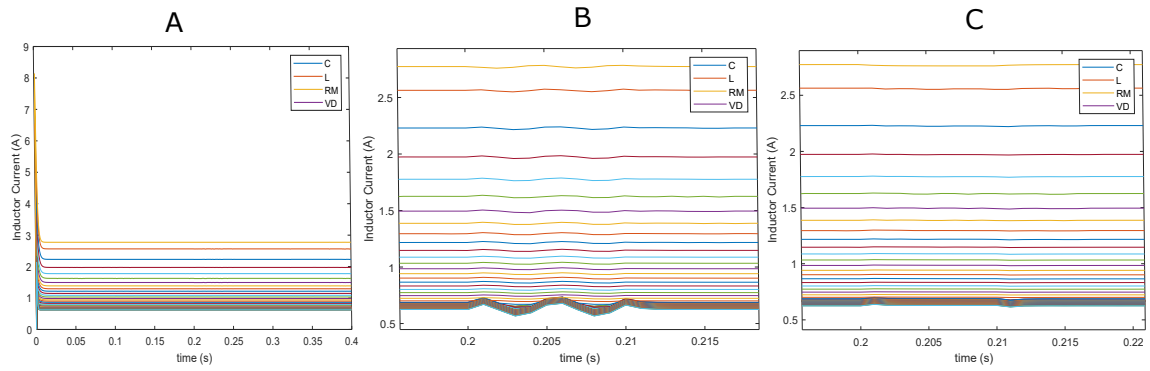 A
B
C
0 0.05 0.1 0.15 0.2 0.25 0.3 0.35 0.4
time (s)
0
1
2
3
4
5
6
7
8
9
Inductor Current (A)
C
L
RM
VD
0.2 0.205 0.21 0.215
time (s)
0.5
1
1.5
2
2.5
Inductor Current (A)
C
L
RM
VD
0.2 0.205 0.21 0.215 0.22
time (s)
0.5
1
1.5
2
2.5
Inductor Current (A)
C
L
RM
VD